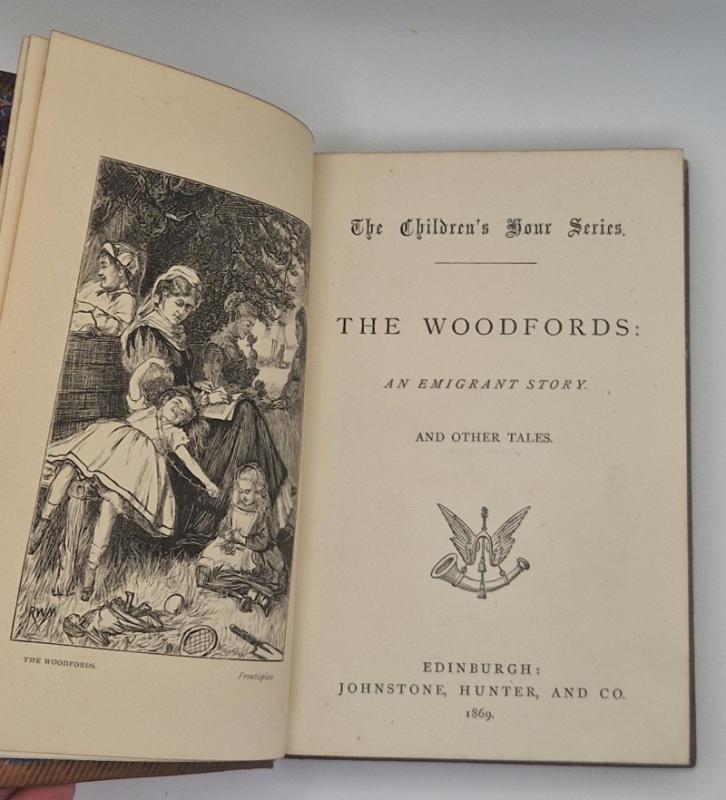 RWM
THE WOODFORDS.
Frontispiece
The Children's Hour Series.
THE WOODFORDS:
AN EMIGRANT STORY.
AND OTHER TALES.
EDINBURGH:
JOHNSTONE, HUNTER, AND CO.
1869.